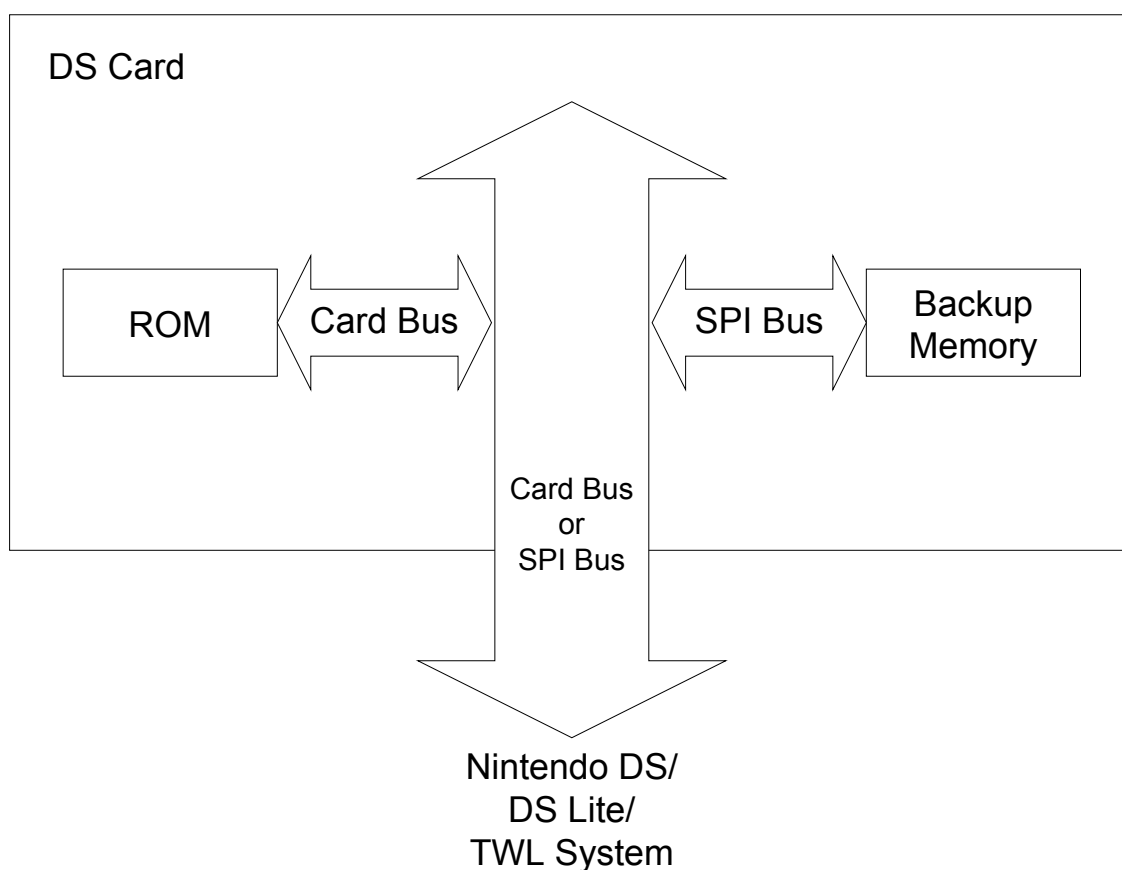 DS Card
ROM
Card Bus
SPI Bus
Backup
Memory
Card Bus
or
SPI Bus
Nintendo DS/
DS Lite/
TWL System